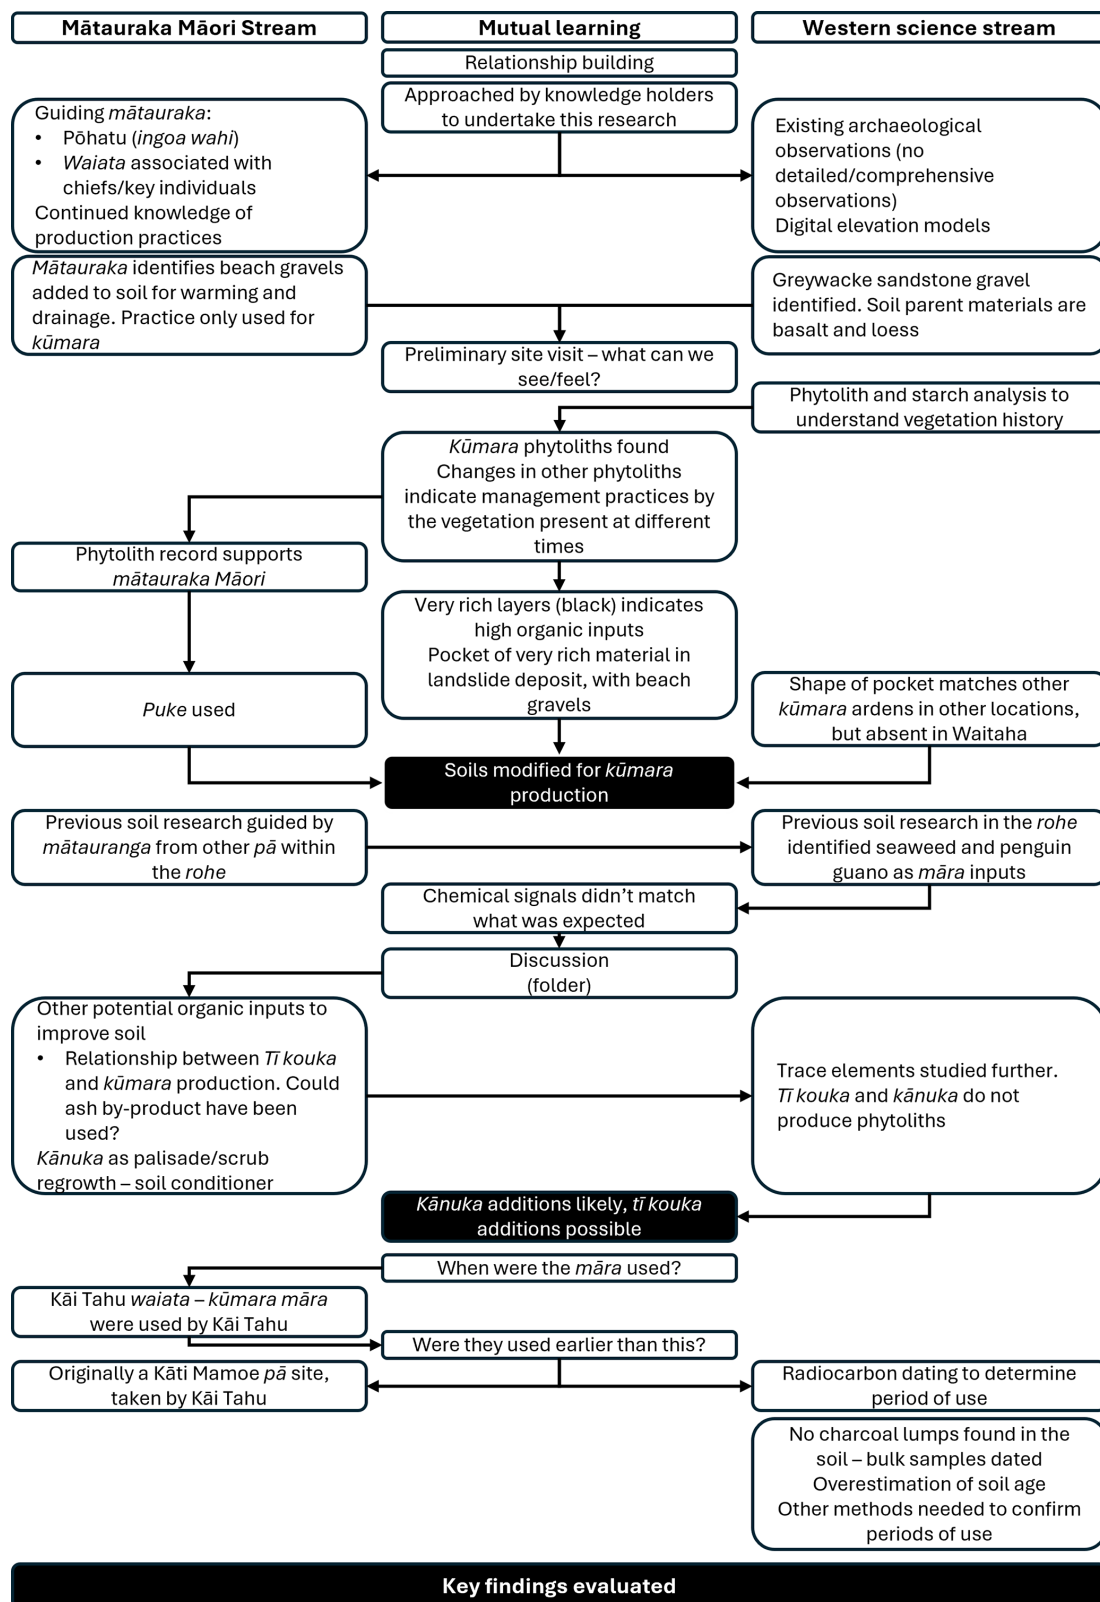 Mātauraka Māori Stream
Mutual learning
Western science stream
Relationship building
Approached by knowledge holders
to undertake this research
Guiding mātauraka:
• Pōhatu (ingoa wahi)
• Waiata associated with
chiefs/key individuals
Continued knowledge of
production practices
Existing archaeological
observations (no
detailed/comprehensive
observations)
Digital elevation models
Mātauraka identifies beach gravels
added to soil for warming and
drainage. Practice only used for
kūmara
Greywacke sandstone gravel
identified. Soil parent materials are
basalt and loess
Preliminary site visit – what can we
see/feel?
Phytolith and starch analysis to
understand vegetation history
Kūmara phytoliths found
Changes in other phytoliths
indicate management practices by
the vegetation present at different
times
Phytolith record supports
mātauraka Māori
Very rich layers (black) indicates
high organic inputs
Pocket of very rich material in
landslide deposit, with beach
gravels
Puke used
Shape of pocket matches other
kūmara ardens in other locations,
but absent in Waitaha
Soils modified for kūmara
production
Previous soil research guided by
mātauranga from other pā within
the rohe
Previous soil research in the rohe
identified seaweed and penguin
guano as māra inputs
Chemical signals didn’t match
what was expected
Discussion
(folder)
Other potential organic inputs to
improve soil
• Relationship between Tī kouka
and kūmara production. Could
ash by-product have been
used?
Kānuka as palisade/scrub
regrowth – soil conditioner
Trace elements studied further.
Tī kouka and kānuka do not
produce phytoliths
Kānuka additions likely, tī kouka
additions possible
When were the māra used?
Kāi Tahu waiata – kūmara māra
were used by Kāi Tahu
Were they used earlier than this?
Originally a Kāti Mamoe pā site,
taken by Kāi Tahu
Radiocarbon dating to determine
period of use
No charcoal lumps found in the
soil – bulk samples dated
Overestimation of soil age
Other methods needed to confirm
periods of use
Key findings evaluated